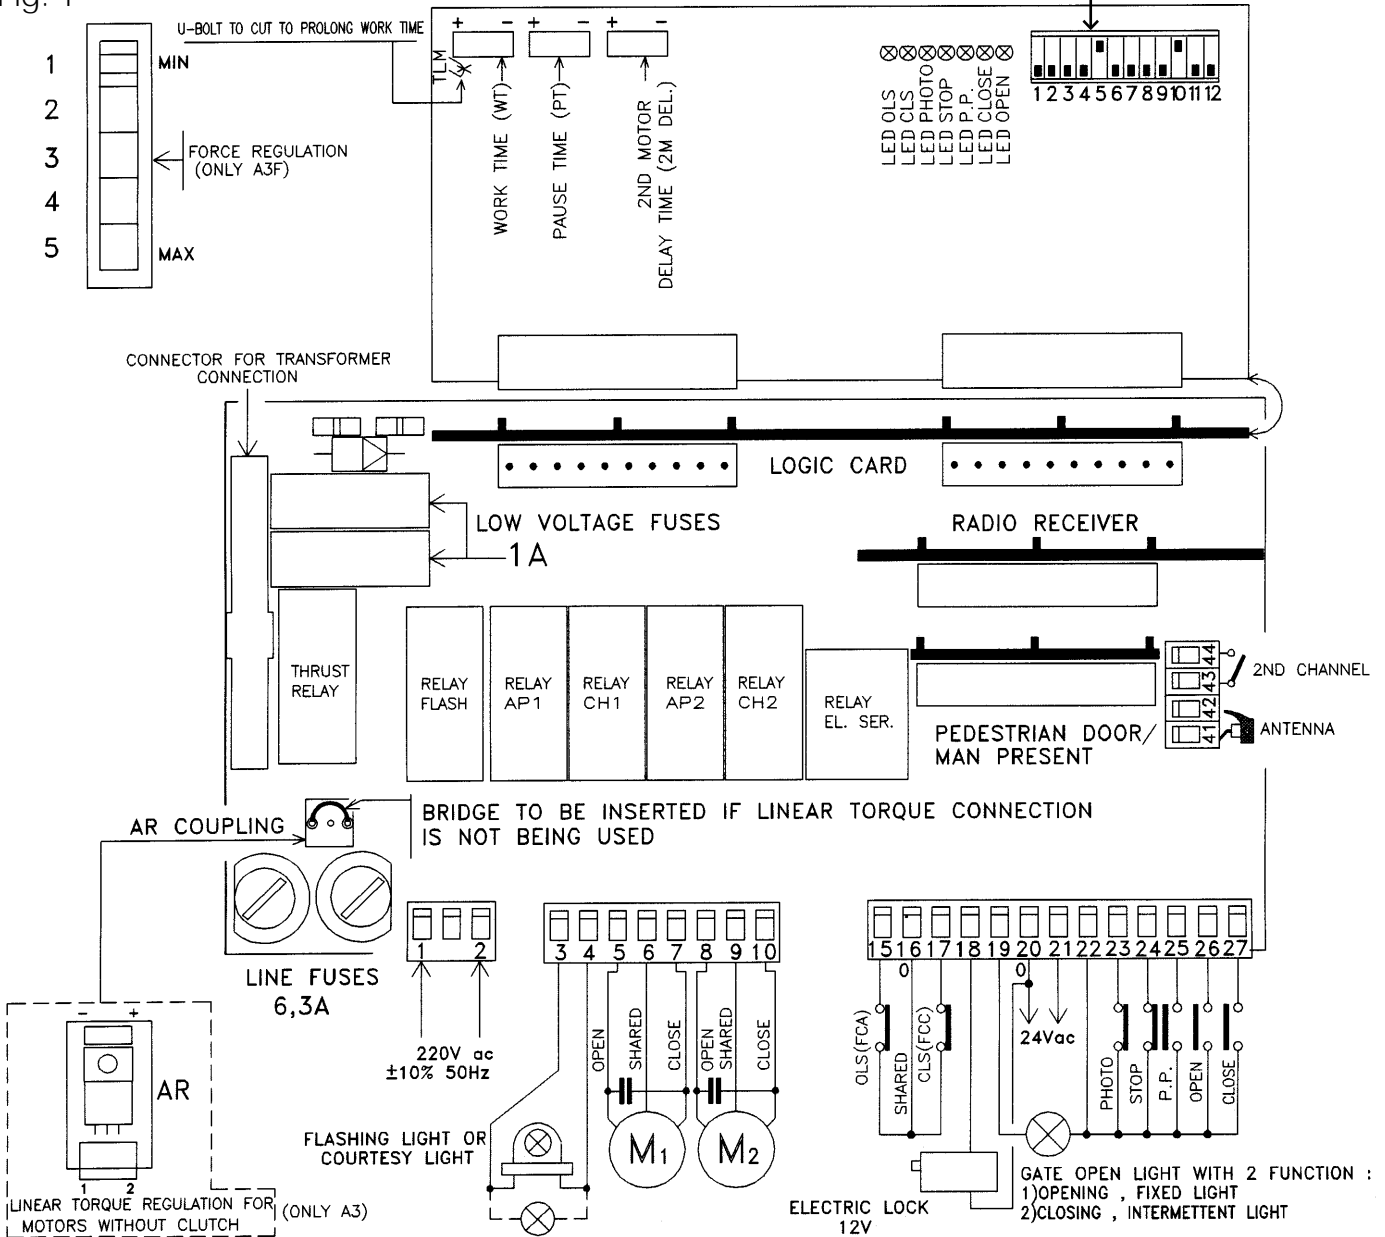 Fig. 1
U-BOLT TO CUT TO PROLONG WORK TIME
1
2
3
4
5
MIN
MAX
FORCE REGULATION
(ONLY A3F)
+ -
+ -
+ -
TLM
WORK TIME (WT)
PAUSE TIME (PT)
2ND MOTOR
DELAY TIME (2M DEL.)
LED OLS
LED CLS
LED PHOTO
LED STOP
LED P.P.
LED CLOSE
LED OPEN
1 2 3 4 5 6 7 8 9 10 11 12
CONNECTOR FOR TRANSFORMER
CONNECTION
LOGIC CARD
LOW VOLTAGE FUSES
1A
RADIO RECEIVER
THRUST
RELAY
RELAY
FLASH
RELAY
AP1
RELAY
CH1
RELAY
AP2
RELAY
CH2
RELAY
EL. SER.
44
43
42
41
2ND CHANNEL
ANTENNA
PEDESTRIAN DOOR/
MAN PRESENT
AR COUPLING
BRIDGE TO BE INSERTED IF LINEAR TORQUE CONNECTION
IS NOT BEING USED
LINE FUSES
6,3A
1 2
220V ac
±10% 50Hz
3 4 5 6 7 8 9 10
OPEN
SHARED
CLOSE
OPEN
SHARED
CLOSE
M1
M2
FLASHING LIGHT OR
COURTESY LIGHT
15 16 17 18 19 20 21 22 23 24 25 26 27
0
0
OLS(FCA)
SHARED
CLS(FCC)
24Vac
PHOTO
STOP
P.P.
OPEN
CLOSE
ELECTRIC LOCK
12V
GATE OPEN LIGHT WITH 2 FUNCTION :
1)OPENING , FIXED LIGHT
2)CLOSING , INTERMETTENT LIGHT
- +
AR
1 2
LINEAR TORQUE REGULATION FOR
MOTORS WITHOUT CLUTCH
(ONLY A3)